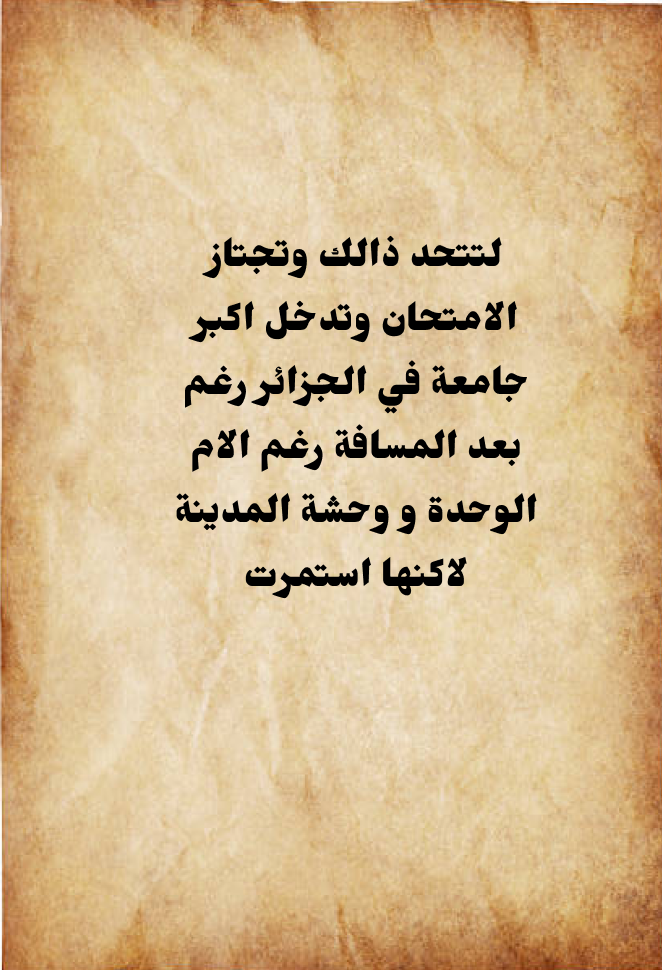 لتتحد ذالك وتجتاز
الامتحان وتدخل اكبر
جامعة في الجزائر رغم
بعد المسافة رغم الام
الوحدة و وحشة المدينة
لاكنها استمرت